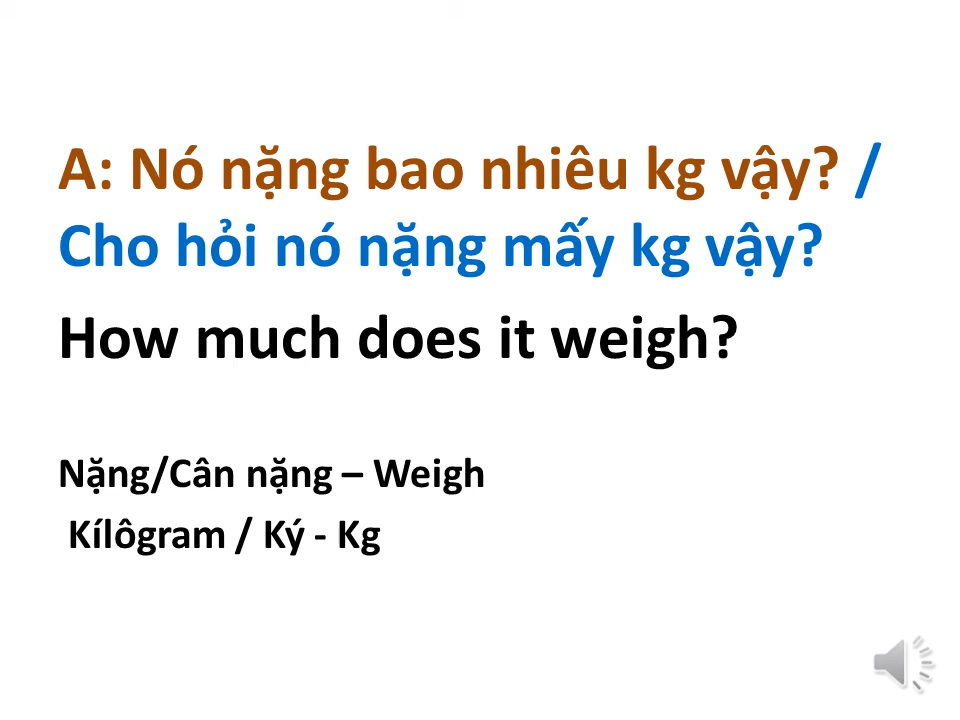 A: Nó nặng bao nhiêu kg vậy? /
Cho hỏi nó nặng mấy kg vậy?
How much does it weigh?
Nặng/Cân nặng – Weigh
Kílôgram / Ký - Kg